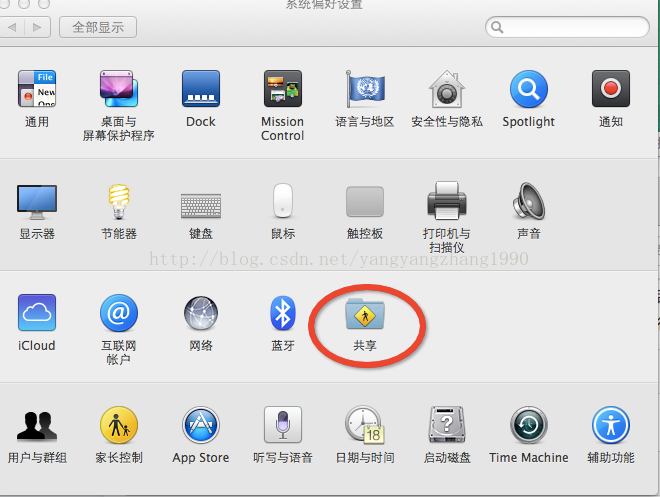 系统偏好设置
全部显示
File
New
One
通用
桌面与
屏幕保护程序
Dock
Mission
Control
语言与地区
安全性与隐私
Spotlight
通知
显示器
节能器
键盘
鼠标
触控板
打印机与
扫描仪
声音
http://blog.csdn.net/yangyangzhang1990
iCloud
互联网
帐户
网络
蓝牙
共享
18
用户与群组
家长控制
App Store
听写与语音
日期与时间
启动磁盘
Time Machine
辅助功能